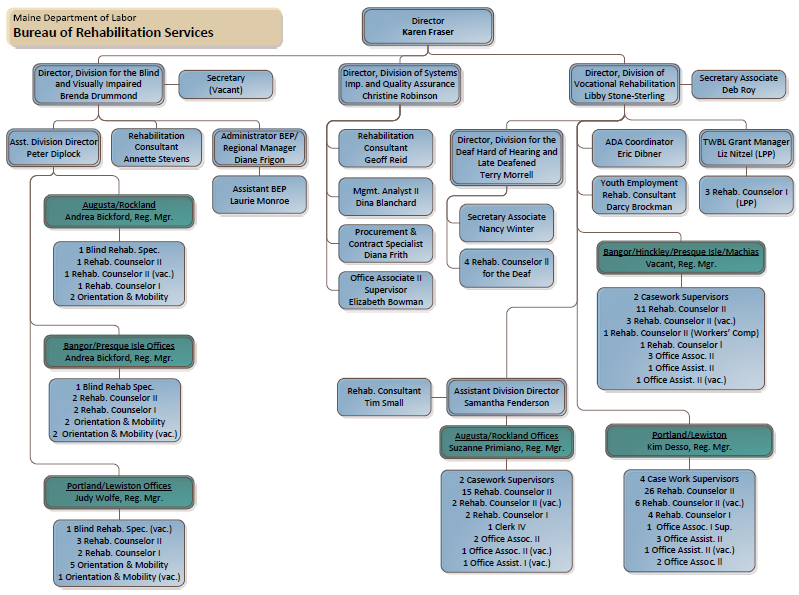 Maine Department of Labor
Bureau of Rehabilitation Services
Director
Karen Fraser
Director, Division for the Blind
and Visually Impaired
Brenda Drummond
Secretary
(Vacant)
Director, Division of Systems
Imp. and Quality Assurance
Christine Robinson
Director, Division of
Vocational Rehabilitation
Libby Stone-Sterling
Secretary Associate
Deb Roy
Asst. Division Director
Peter Diplock
Rehabilitation
Consultant
Annette Stevens
Administrator BEP/
Regional Manager
Diane Frigon
Assistant BEP
Laurie Monroe
Augusta/Rockland
Andrea Bickford, Reg. Mgr.
1 Blind Rehab. Spec.
1 Rehab. Counselor II
1 Rehab. Counselor II (vac.)
1 Rehab. Counselor I
2 Orientation & Mobility
Bangor/Presque Isle Offices
Andrea Bickford, Reg. Mgr.
1 Blind Rehab Spec.
2 Rehab. Counselor II
2 Rehab. Counselor I
2 Orientation & Mobility
2 Orientation & Mobility (vac.)
Portland/Lewiston Offices
Judy Wolfe, Reg. Mgr.
1 Blind Rehab. Spec. (vac.)
3 Rehab. Counselor II
2 Rehab. Counselor I
5 Orientation & Mobility
1 Orientation & Mobility (vac.)
Rehabilitation
Consultant
Geoff Reid
Mgmt. Analyst II
Dina Blanchard
Procurement &
Contract Specialist
Diana Frith
Office Associate II
Supervisor
Elizabeth Bowman
Director, Division for the
Deaf Hard of Hearing and
Late Deafened
Terry Morrell
Secretary Associate
Nancy Winter
4 Rehab. Counselor ll
for the Deaf
ADA Coordinator
Eric Dibner
TWBL Grant Manager
Liz Nitzel (LPP)
Youth Employment
Rehab. Consultant
Darcy Brockman
3 Rehab. Counselor I
(LPP)
Bangor/Hinckley/Presque Isle/Machias
Vacant, Reg. Mgr.
2 Casework Supervisors
11 Rehab. Counselor II
3 Rehab. Counselor II (vac.)
1 Rehab. Counselor II (Workers' Comp)
1 Rehab. Counselor l
3 Office Assoc. II
1 Office Assist. II
1 Office Assist. II (vac.)
Rehab. Consultant
Tim Small
Assistant Division Director
Samantha Fenderson
Augusta/Rockland Offices
Suzanne Primiano, Reg. Mgr.
2 Casework Supervisors
15 Rehab. Counselor II
2 Rehab. Counselor II (vac.)
2 Rehab. Counselor I
1 Clerk IV
2 Office Assoc. II
1 Office Assoc. II (vac.)
1 Office Assist. I (vac.)
Portland/Lewiston
Kim Desso, Reg. Mgr.
4 Case Work Supervisors
26 Rehab. Counselor II
6 Rehab. Counselor II (vac.)
4 Rehab. Counselor I
1 Office Assoc. I Sup.
3 Office Assist. II
1 Office Assist. II (vac.)
2 Office Assoc. ll